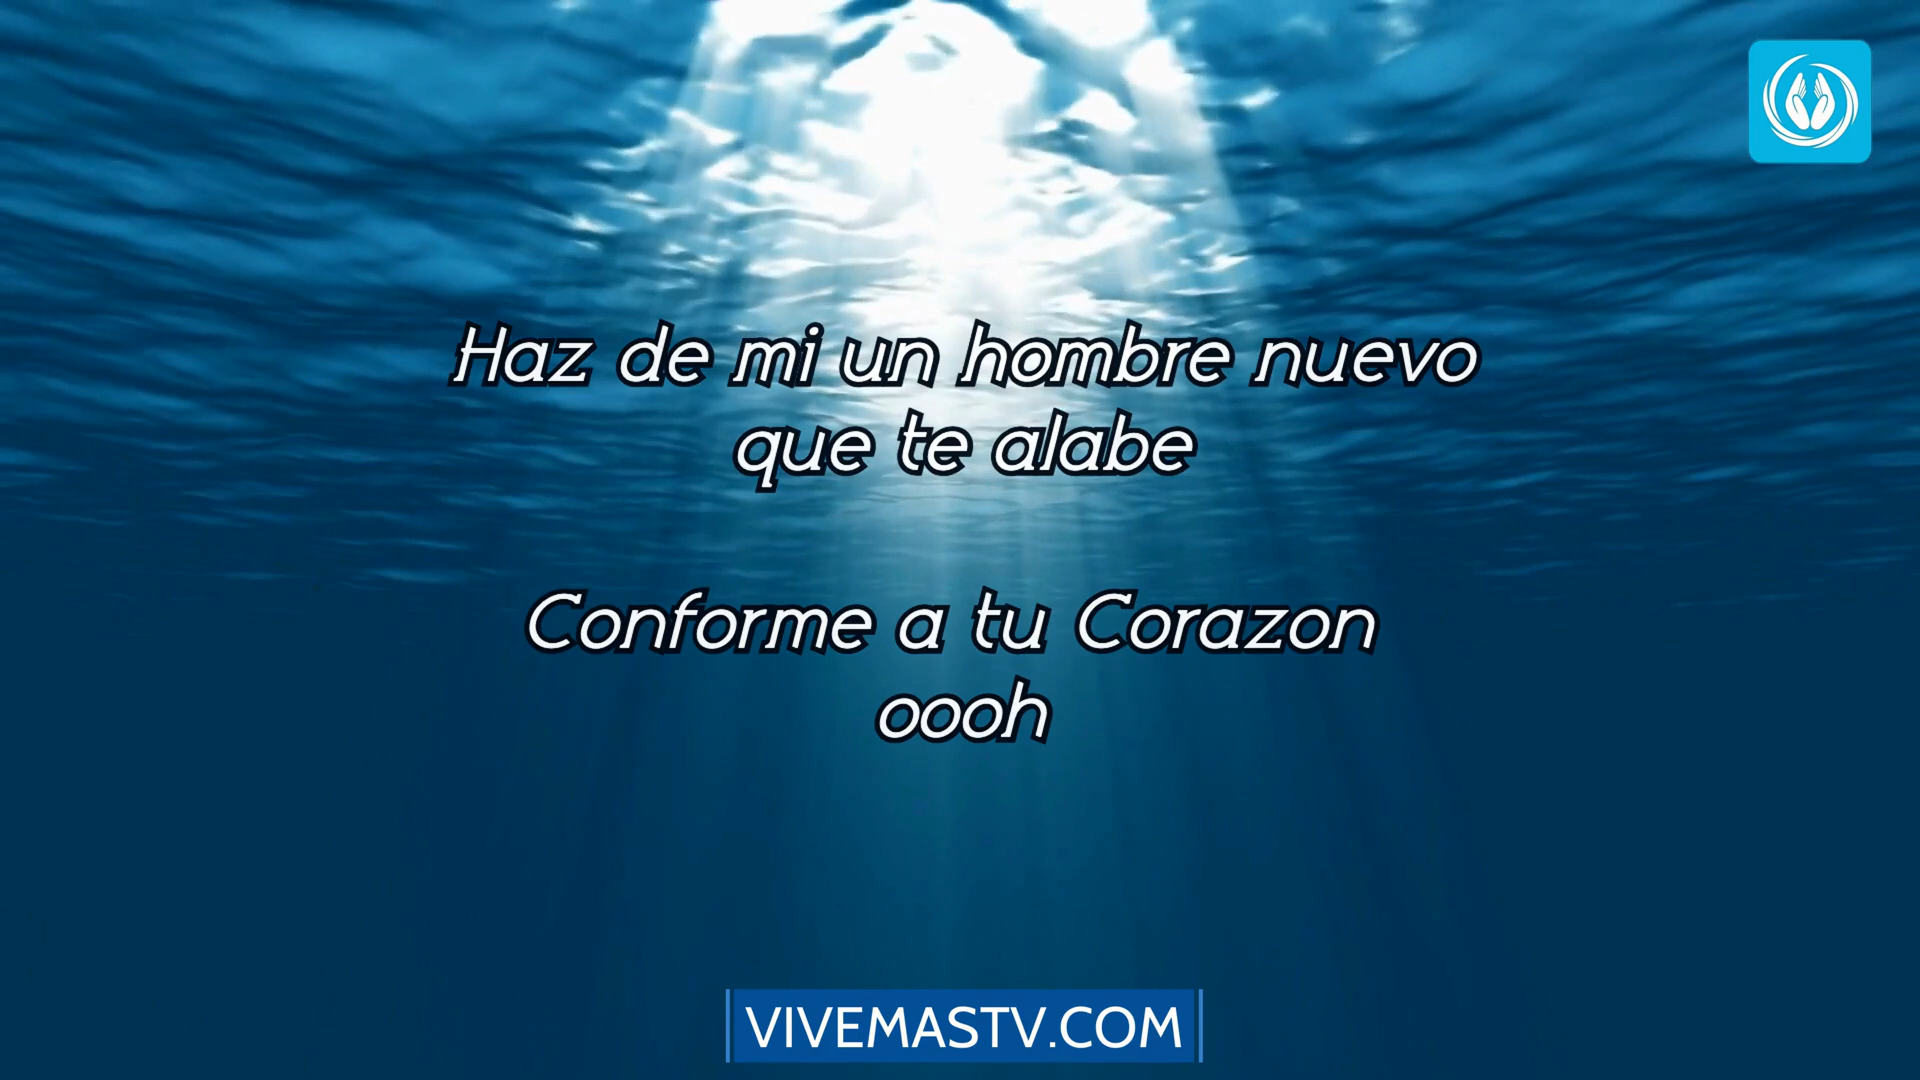 Haz de mi un hombre nuevo
que te alabe
Conforme a tu Corazon
oooh
VIVEMASTV.COM